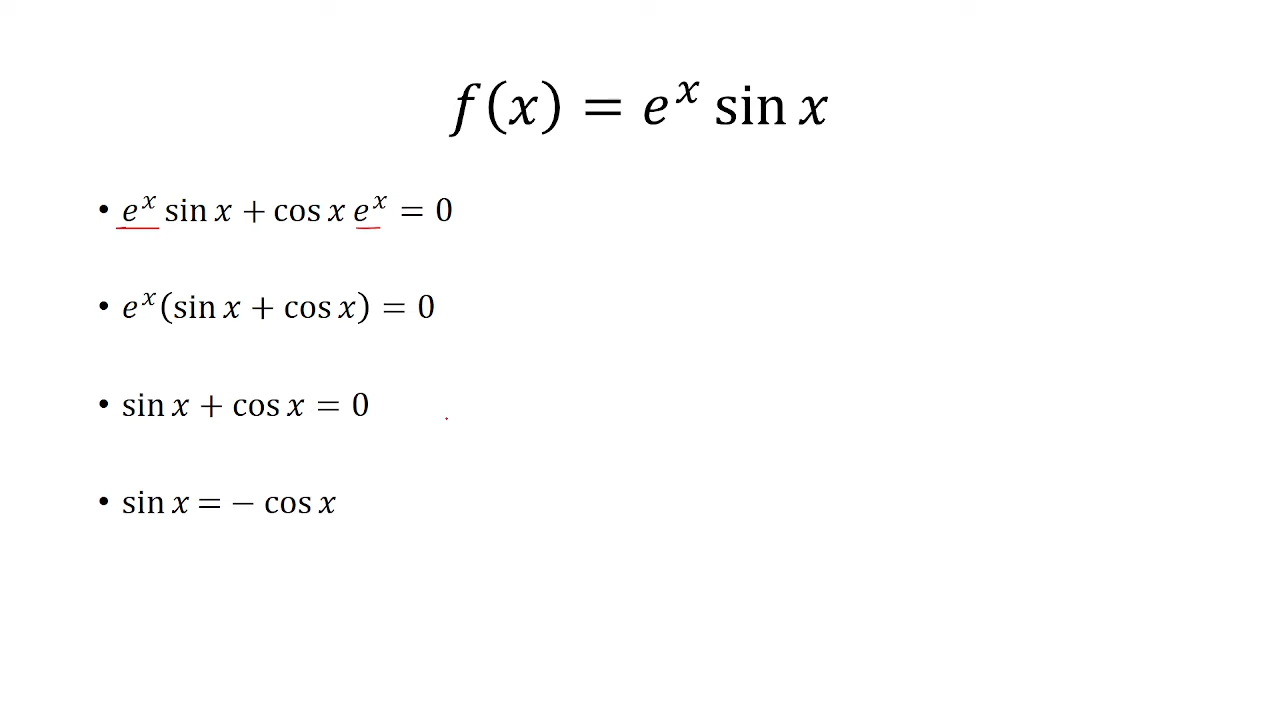 f(x) = e^x sin x
• e^x sin x + cos x e^x = 0
• e^x(sin x + cos x) = 0
• sin x + cos x = 0
• sin x = − cos x